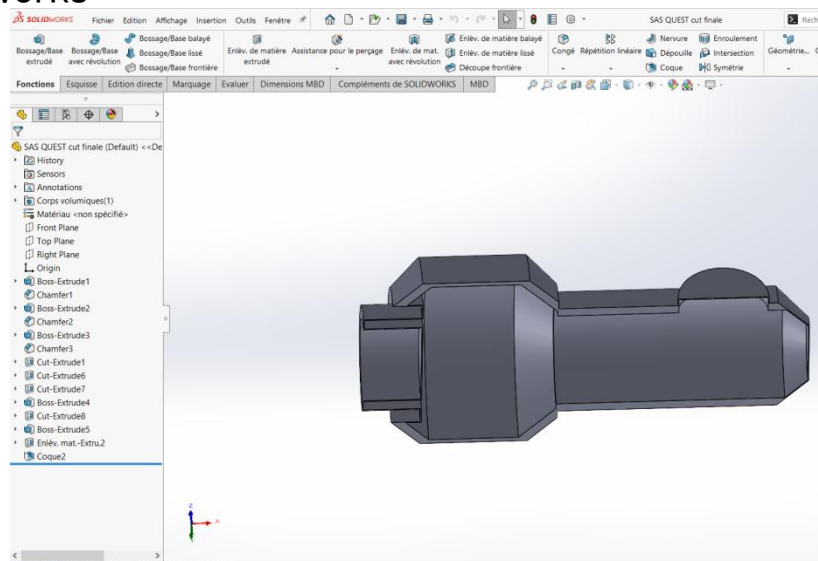 SOLIDWORKS Fichier Edition Affichage Insertion Outils Fenêtre SAS QUEST cut finale Rech
Bossage/Base extrudé
Bossage/Base avec révolution
Bossage/Base balayé
Bossage/Base lissé
Bossage/Base frontière
Enlèv. de matière extrudé
Assistance pour le perçage
Enlèv. de mat. avec révolution
Enlèv. de matière balayé
Enlèv. de matière lissé
Découpe frontière
Congé
Répétition linéaire
Nervure
Dépouille
Coque
Enroulement
Intersection
Symétrie
Géométrie...
Fonctions Esquisse Edition directe Marquage Evaluer Dimensions MBD Compléments de SOLIDWORKS MBD
SAS QUEST cut finale (Default) <<De
History
Sensors
Annotations
Corps volumiques(1)
Matériau <non spécifié>
Front Plane
Top Plane
Right Plane
Origin
Boss-Extrude1
Chamfer1
Boss-Extrude2
Chamfer2
Boss-Extrude3
Chamfer3
Cut-Extrude1
Cut-Extrude6
Cut-Extrude7
Boss-Extrude4
Cut-Extrude8
Boss-Extrude5
Enlèv. mat.-Extru.2
Coque2
z
x